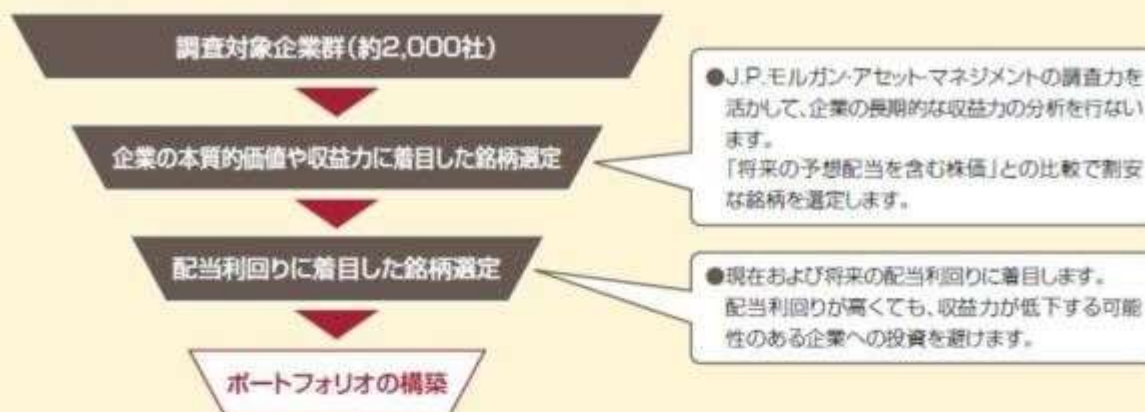 調査対象企業群(約2,000社)
企業の本質的価値や収益力に着目した銘柄選定
●J.P.モルガン・アセット・マネジメントの調査力を
活かして、企業の長期的な収益力の分析を行ない
ます。
「将来の予想配当を含む株価」との比較で割安
な銘柄を選定します。
配当利回りに着目した銘柄選定
●現在および将来の配当利回りに着目します。
配当利回りが高くても、収益力が低下する可能
性のある企業への投資を避けます。
ポートフォリオの構築